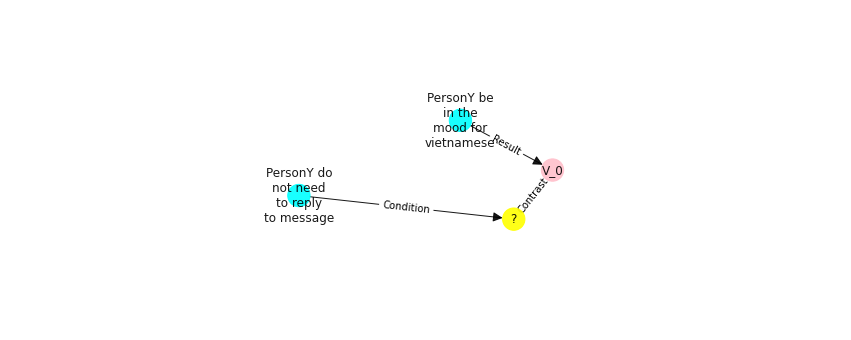 PersonY be
in the
mood for
vietnamese
Result
V_0
PersonY do
not need
to reply
to message
Condition
Contrast
?